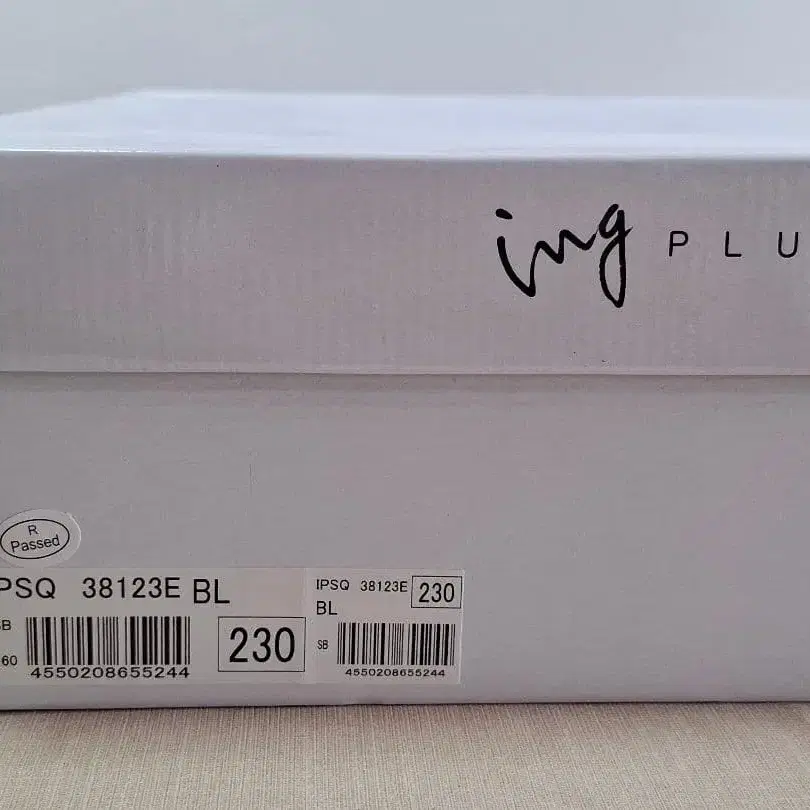 ing PLU
R
Passed
PSQ 38123E BL
B
60
4550208655244
230
IPSQ 38123E 230
BL
SB
4550208655244